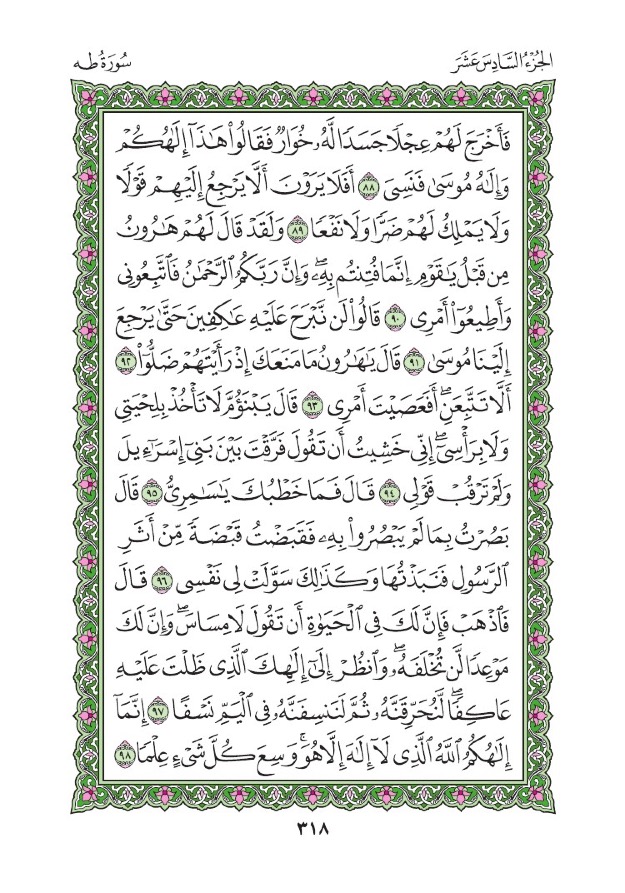 الجُزْءُ السَّادِسَ عَشَرَ
سُورَةُ طه
فَأَخْرَجَ لَهُمْ عِجْلًا جَسَدًا لَّهُۥ خُوَارٌ فَقَالُوا۟ هَٰذَآ إِلَٰهُكُمْ
وَإِلَٰهُ مُوسَىٰ فَنَسِىَ ٨٨ أَفَلَا يَرَوْنَ أَلَّا يَرْجِعُ إِلَيْهِمْ قَوْلًا
وَلَا يَمْلِكُ لَهُمْ ضَرًّا وَلَا نَفْعًا ٨٩ وَلَقَدْ قَالَ لَهُمْ هَٰرُونُ
مِن قَبْلُ يَٰقَوْمِ إِنَّمَا فُتِنتُم بِهِۦ ۖ وَإِنَّ رَبَّكُمُ ٱلرَّحْمَٰنُ فَٱتَّبِعُونِى
وَأَطِيعُوٓا۟ أَمْرِى ٩٠ قَالُوا۟ لَن نَّبْرَحَ عَلَيْهِ عَٰكِفِينَ حَتَّىٰ يَرْجِعَ
إِلَيْنَا مُوسَىٰ ٩١ قَالَ يَٰهَٰرُونُ مَا مَنَعَكَ إِذْ رَأَيْتَهُمْ ضَلُّوٓا۟ ٩٢
أَلَّا تَتَّبِعَنِ ۖ أَفَعَصَيْتَ أَمْرِى ٩٣ قَالَ يَبْنَؤُمَّ لَا تَأْخُذْ بِلِحْيَتِى
وَلَا بِرَأْسِىٓ ۖ إِنِّى خَشِيتُ أَن تَقُولَ فَرَّقْتَ بَيْنَ بَنِىٓ إِسْرَٰٓءِيلَ
وَلَمْ تَرْقُبْ قَوْلِى ٩٤ قَالَ فَمَا خَطْبُكَ يَٰسَٰمِرِىُّ ٩٥ قَالَ
بَصُرْتُ بِمَا لَمْ يَبْصُرُوا۟ بِهِۦ فَقَبَضْتُ قَبْضَةً مِّنْ أَثَرِ
ٱلرَّسُولِ فَنَبَذْتُهَا وَكَذَٰلِكَ سَوَّلَتْ لِى نَفْسِى ٩٦ قَالَ
فَٱذْهَبْ فَإِنَّ لَكَ فِى ٱلْحَيَوٰةِ أَن تَقُولَ لَا مِسَاسَ ۖ وَإِنَّ لَكَ
مَوْعِدًا لَّن تُخْلَفَهُۥ ۖ وَٱنظُرْ إِلَىٰٓ إِلَٰهِكَ ٱلَّذِى ظَلْتَ عَلَيْهِ
عَاكِفًا ۖ لَّنُحَرِّقَنَّهُۥ ثُمَّ لَنَنسِفَنَّهُۥ فِى ٱلْيَمِّ نَسْفًا ٩٧ إِنَّمَآ
إِلَٰهُكُمُ ٱللَّهُ ٱلَّذِى لَآ إِلَٰهَ إِلَّا هُوَ ۚ وَسِعَ كُلَّ شَىْءٍ عِلْمًا ٩٨
٣١٨